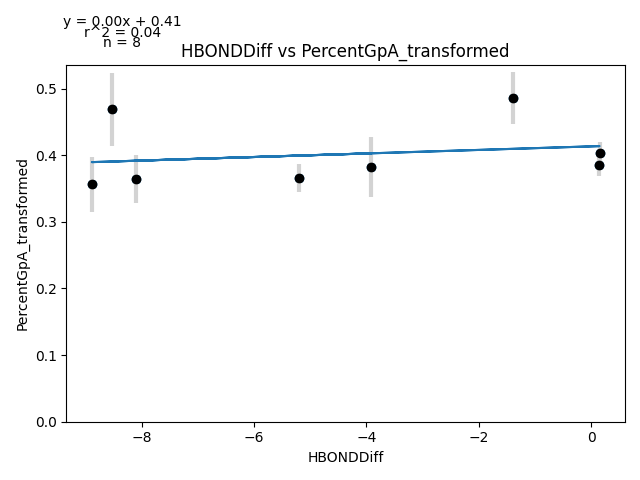 y = 0.00x + 0.41
r^2 = 0.04
n = 8
HBONDDiff vs PercentGpA_transformed
PercentGpA_transformed
0.5
0.4
0.3
0.2
0.1
0.0
−8
−6
−4
−2
0
HBONDDiff